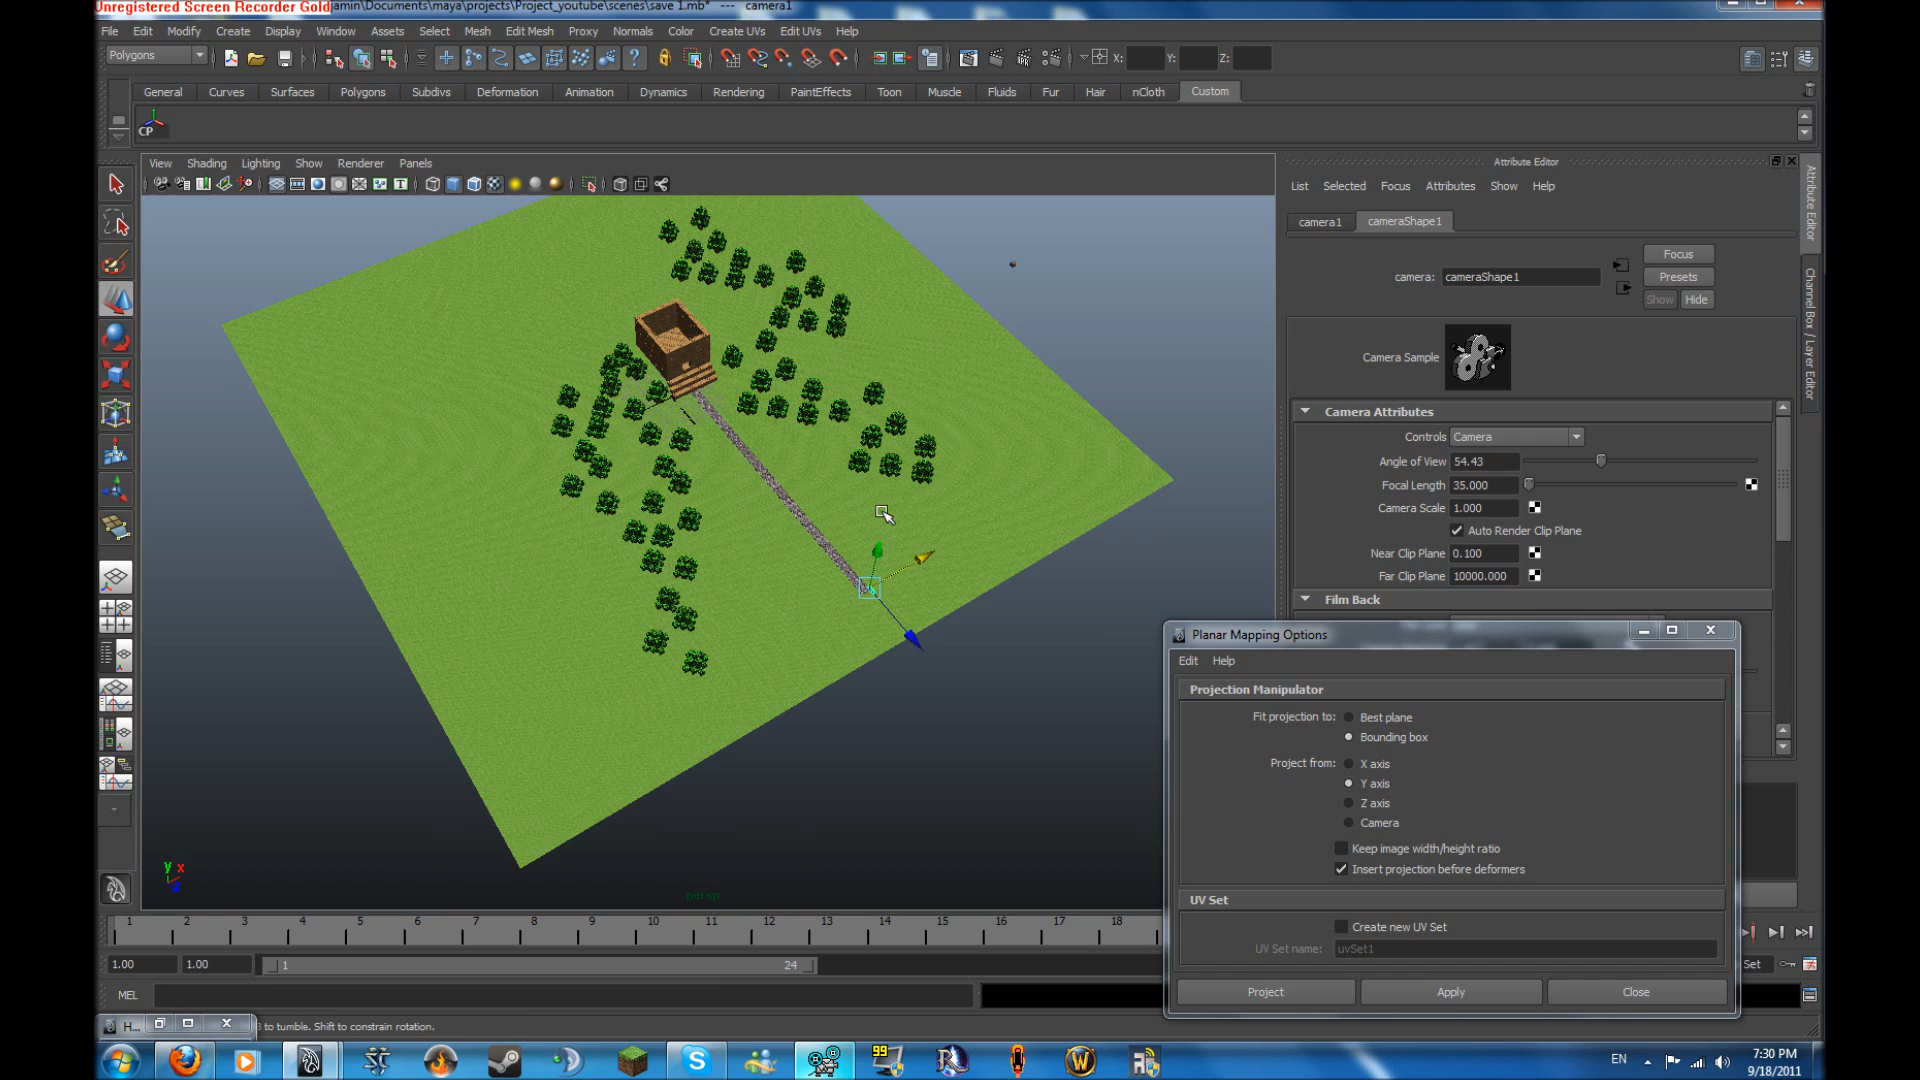 Unregistered Screen Recorder Gold amin\Documents\maya\projects\Project_youtube\scenes\save 1.mb* --- camera1
File Edit Modify Create Display Window Assets Select Mesh Edit Mesh Proxy Normals Color Create UVs Edit UVs Help
Polygons X: Y: Z:
General Curves Surfaces Polygons Subdivs Deformation Animation Dynamics Rendering PaintEffects Toon Muscle Fluids Fur Hair nCloth Custom
CP
View Shading Lighting Show Renderer Panels
Attribute Editor
List Selected Focus Attributes Show Help
camera1 cameraShape1
Focus
camera: cameraShape1 Presets
Show Hide
Camera Sample
Camera Attributes
Controls Camera
Angle of View 54.43
Focal Length 35.000
Camera Scale 1.000
Auto Render Clip Plane
Near Clip Plane 0.100
Far Clip Plane 10000.000
Film Back
Attribute Editor
Channel Box / Layer Editor
Planar Mapping Options
Edit Help
Projection Manipulator
Fit projection to: Best plane
Bounding box
Project from: X axis
Y axis
Z axis
Camera
Keep image width/height ratio
Insert projection before deformers
UV Set
Create new UV Set
UV Set name: uvSet1
Project Apply Close
y x
z
persp
1 2 3 4 5 6 7 8 9 10 11 12 13 14 15 16 17 18
1.00 1.00 1 24 Set
MEL
H... 3 to tumble. Shift to constrain rotation.
99
EN 7:30 PM
9/18/2011